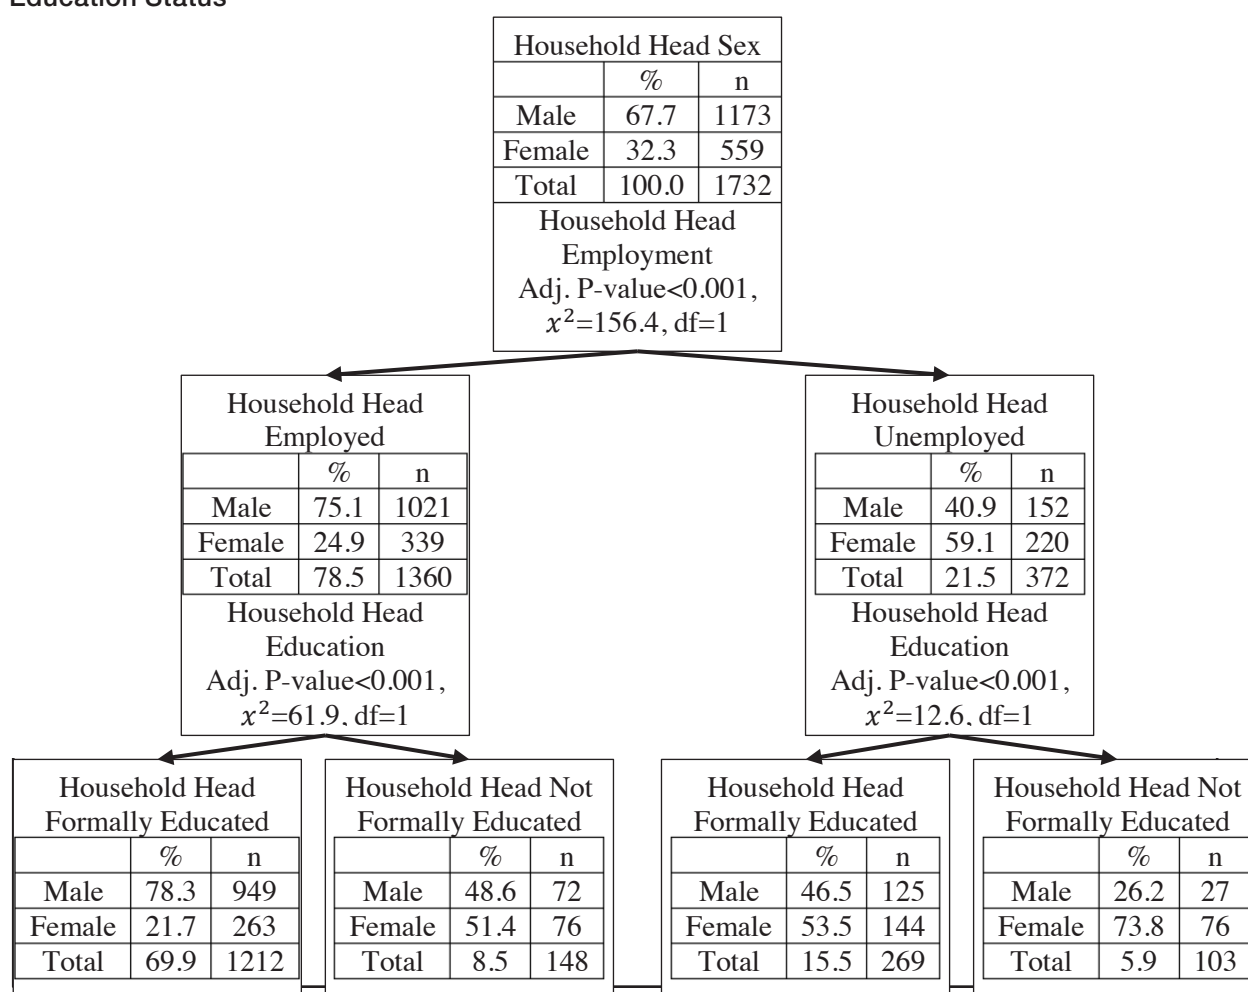 Education Status
Household Head Sex
% n
Male 67.7 1173
Female 32.3 559
Total 100.0 1732
Household Head
Employment
Adj. P-value<0.001,
x²=156.4, df=1
Household Head
Employed
% n
Male 75.1 1021
Female 24.9 339
Total 78.5 1360
Household Head
Education
Adj. P-value<0.001,
x²=61.9, df=1
Household Head
Unemployed
% n
Male 40.9 152
Female 59.1 220
Total 21.5 372
Household Head
Education
Adj. P-value<0.001,
x²=12.6, df=1
Household Head
Formally Educated
% n
Male 78.3 949
Female 21.7 263
Total 69.9 1212
Household Head Not
Formally Educated
% n
Male 48.6 72
Female 51.4 76
Total 8.5 148
Household Head
Formally Educated
% n
Male 46.5 125
Female 53.5 144
Total 15.5 269
Household Head Not
Formally Educated
% n
Male 26.2 27
Female 73.8 76
Total 5.9 103